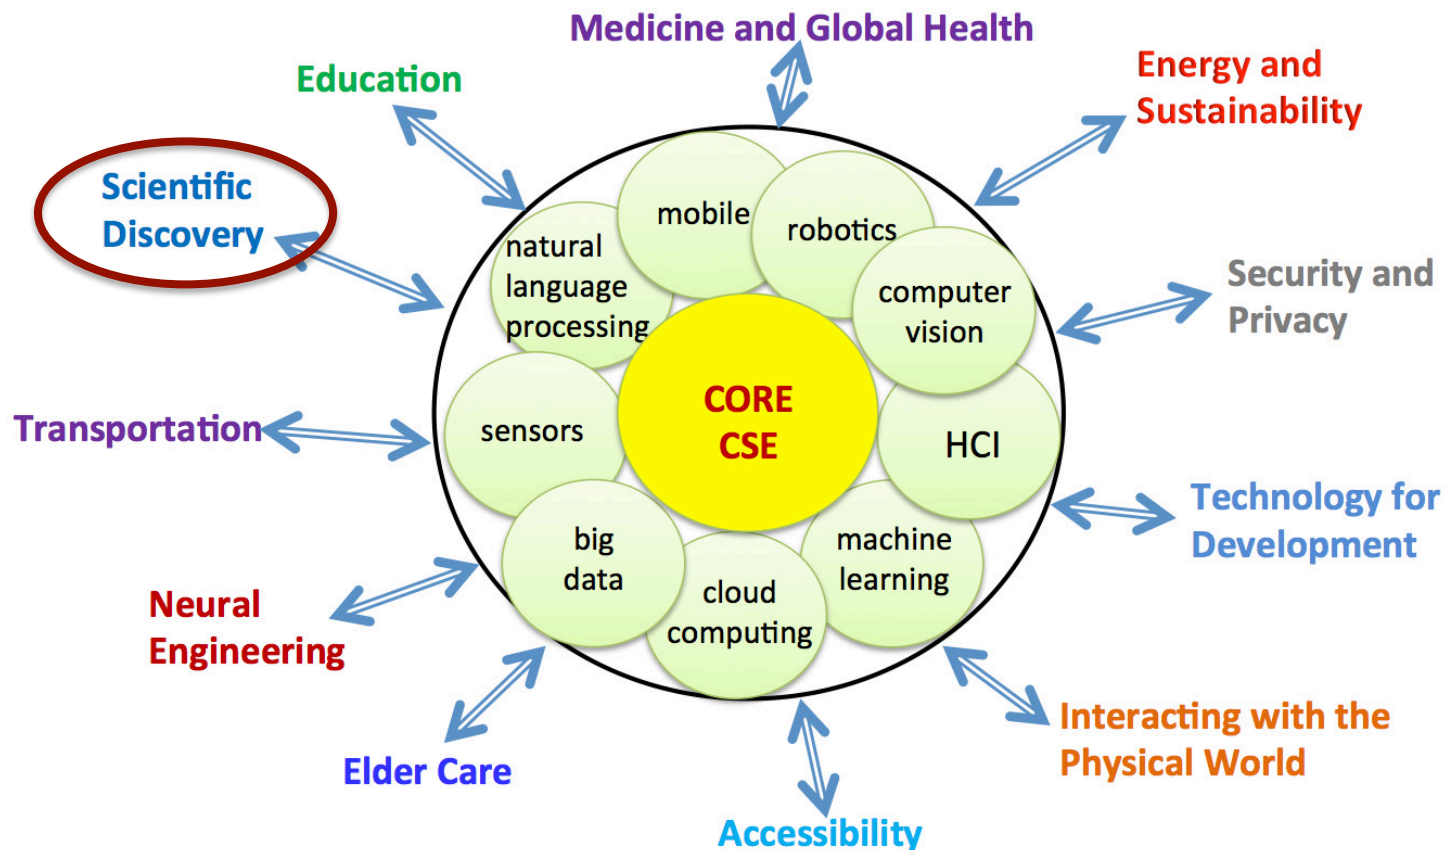 Medicine and Global Health
Education
Energy and
Sustainability
Scientific
Discovery
mobile
robotics
natural
language
processing
computer
vision
Security and
Privacy
CORE
CSE
Transportation
sensors
HCI
Technology for
Development
big
data
machine
learning
cloud
computing
Neural
Engineering
Interacting with the
Physical World
Elder Care
Accessibility